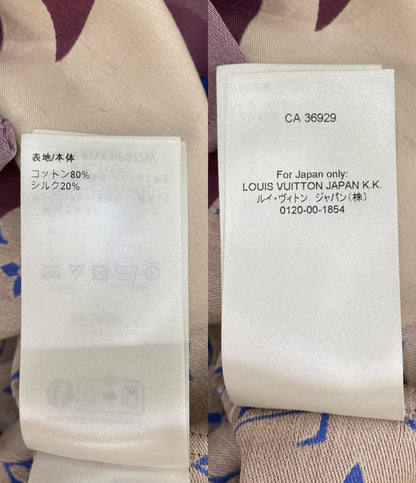 表地/本体
コットン80%
シルク20%
CA 36929
For Japan only:
LOUIS VUITTON JAPAN K.K.
ルイ・ヴィトン ジャパン(株)
0120-00-1854